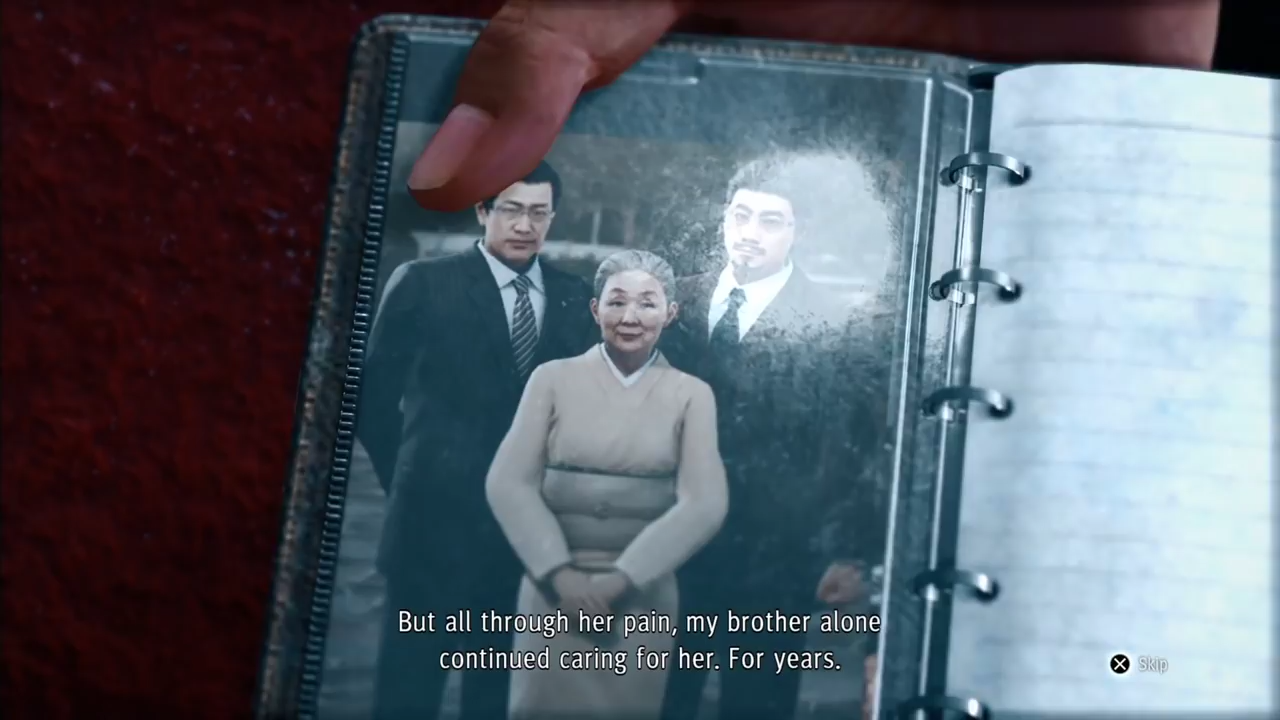 But all through her pain, my brother alone
continued caring for her. For years.
Skip